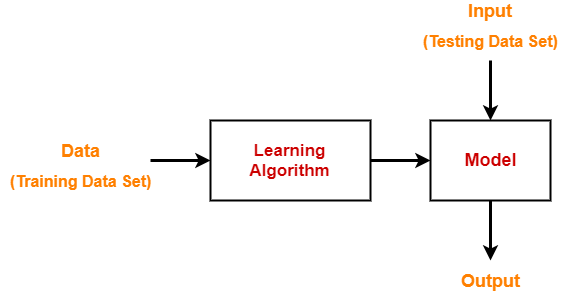 Input
(Testing Data Set)
Data
(Training Data Set)
Learning
Algorithm
Model
Output